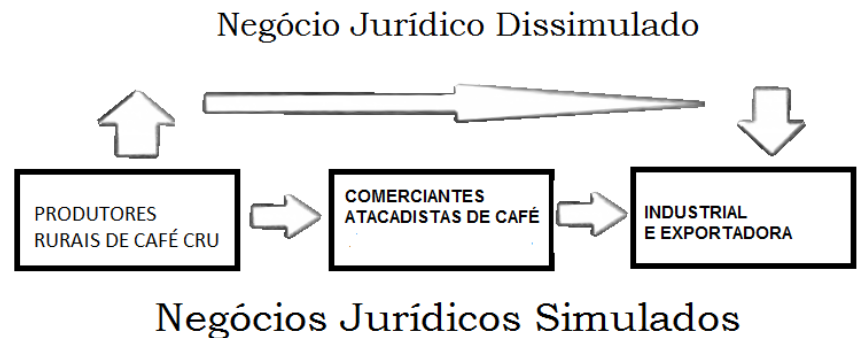 Negócio Jurídico Dissimulado
PRODUTORES
RURAIS DE CAFÉ CRU
COMERCIANTES
ATACADISTAS DE CAFÉ
INDUSTRIAL
E EXPORTADORA
Negócios Jurídicos Simulados